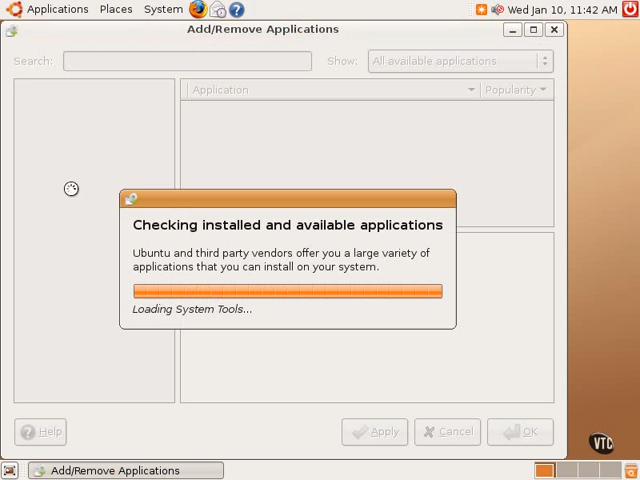 Applications Places System Wed Jan 10, 11:42 AM
Add/Remove Applications
Search: Show: All available applications
Application Popularity
Checking installed and available applications
Ubuntu and third party vendors offer you a large variety of
applications that you can install on your system.
Loading System Tools...
Help Apply Cancel OK
VTC
Add/Remove Applications